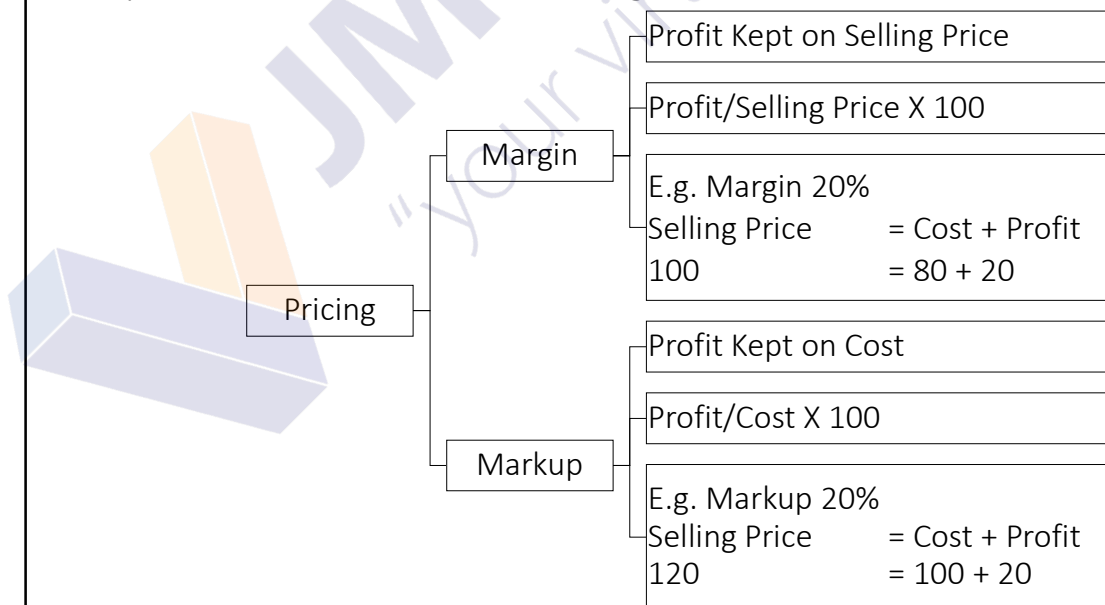 Pricing
Margin
Profit Kept on Selling Price
Profit/Selling Price X 100
E.g. Margin 20%
Selling Price = Cost + Profit
100 = 80 + 20
Markup
Profit Kept on Cost
Profit/Cost X 100
E.g. Markup 20%
Selling Price = Cost + Profit
120 = 100 + 20
"your